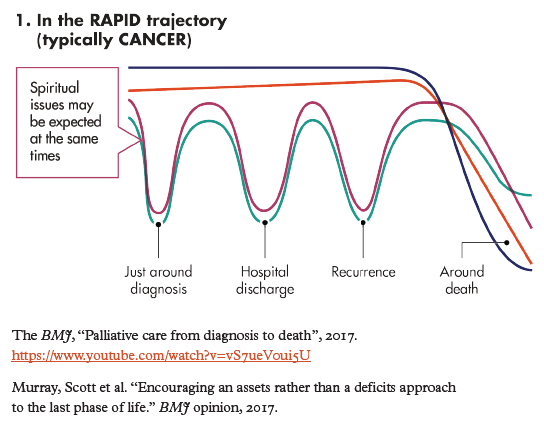 1. In the RAPID trajectory
(typically CANCER)
Spiritual
issues may
be expected
at the same
times
Just around
diagnosis
Hospital
discharge
Recurrence
Around
death
The BMJ, “Palliative care from diagnosis to death”, 2017.
https://www.youtube.com/watch?v=vS7ueV0ui5U
Murray, Scott et al. “Encouraging an assets rather than a deficits approach
to the last phase of life.” BMJ opinion, 2017.